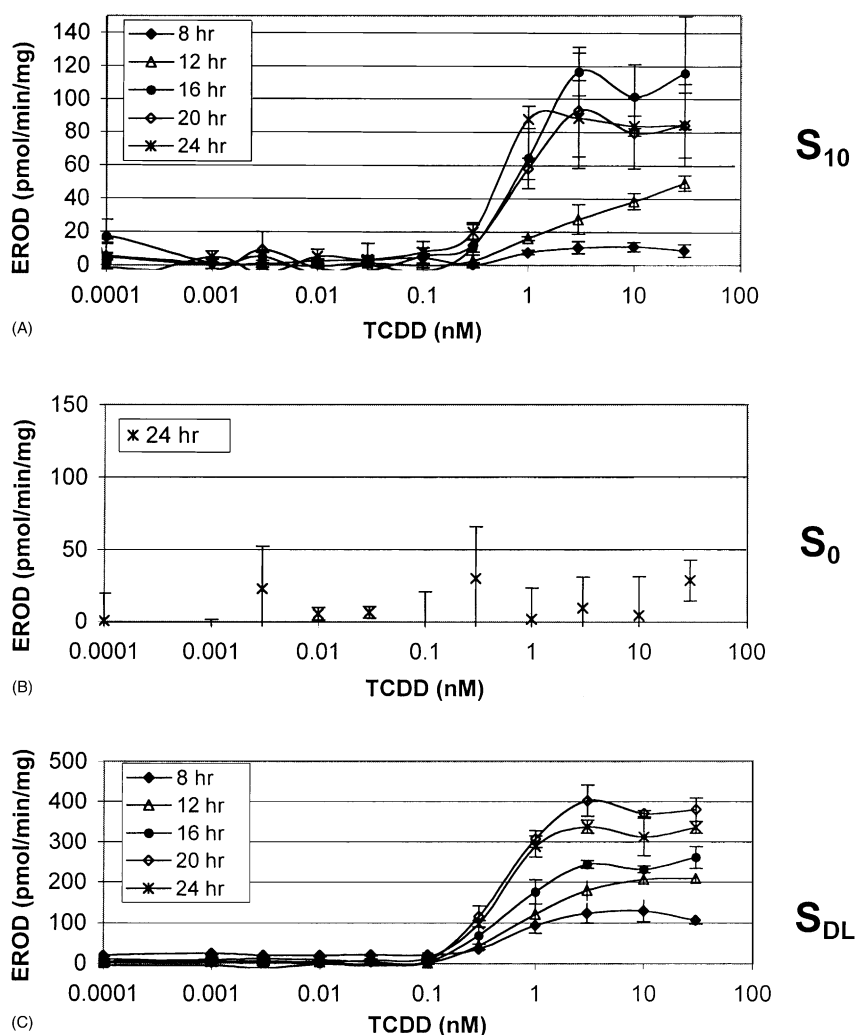 140
120
100
80
60
40
20
0
EROD (pmol/min/mg)
8 hr
12 hr
16 hr
20 hr
24 hr
0.0001 0.001 0.01 0.1 1 10 100
TCDD (nM)
(A)
S10
150
100
50
0
EROD (pmol/min/mg)
24 hr
0.0001 0.001 0.01 0.1 1 10 100
TCDD (nM)
(B)
S0
500
400
300
200
100
0
EROD (pmol/min/mg)
8 hr
12 hr
16 hr
20 hr
24 hr
0.0001 0.001 0.01 0.1 1 10 100
TCDD (nM)
(C)
SDL